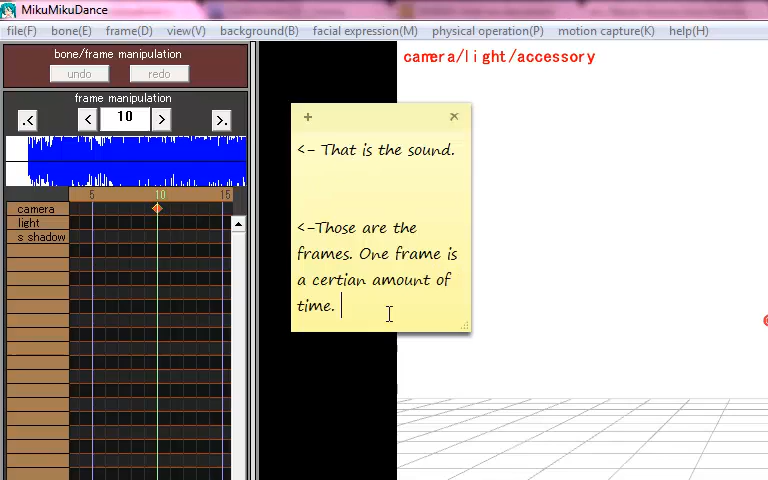 MikuMikuDance
file(F) bone(E) frame(D) view(V) background(B) facial expression(M) physical operation(P) motion capture(K) help(H)
bone/frame manipulation
undo redo
frame manipulation
.< < 10 > >.
5 10 15
camera
light
s shadow
camera/light/accessory
+ ×
<- That is the sound.
<-Those are the
frames. One frame is
a certian amount of
time.